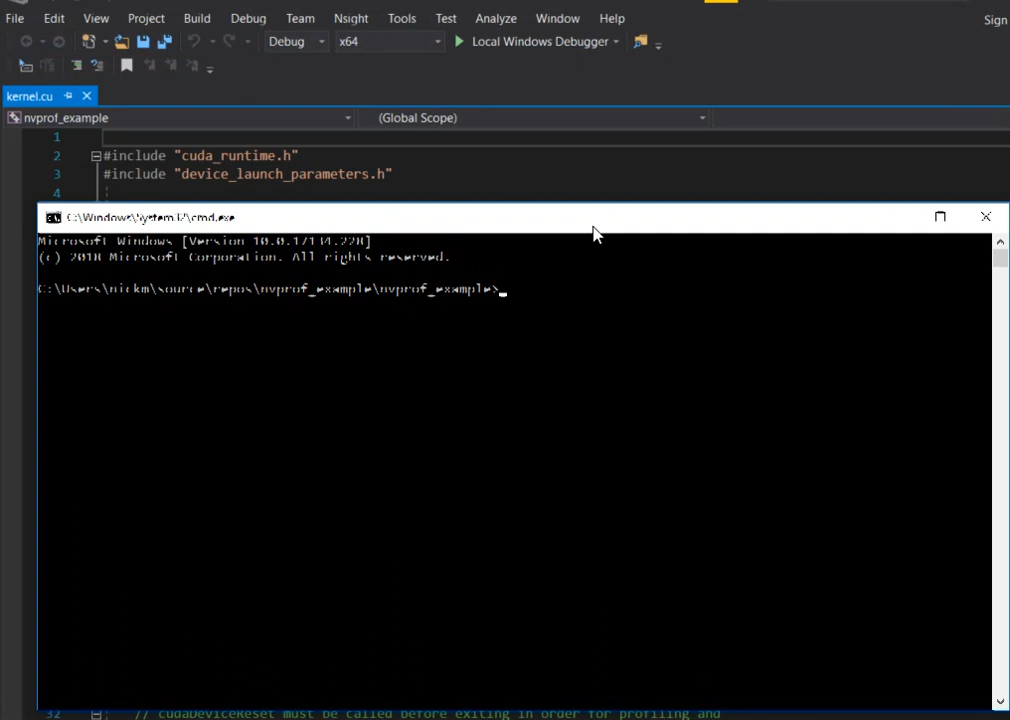 File Edit View Project Build Debug Team Nsight Tools Test Analyze Window Help
Sign
Debug x64 Local Windows Debugger
kernel.cu
nvprof_example (Global Scope)
1
2 #include "cuda_runtime.h"
3 #include "device_launch_parameters.h"
4
C:\Windows\System32\cmd.exe
Microsoft Windows [Version 10.0.17134.228]
(c) 2018 Microsoft Corporation. All rights reserved.
C:\Users\nickm\source\repos\nvprof_example\nvprof_example>
32 // cudaDeviceReset must be called before exiting in order for profiling and